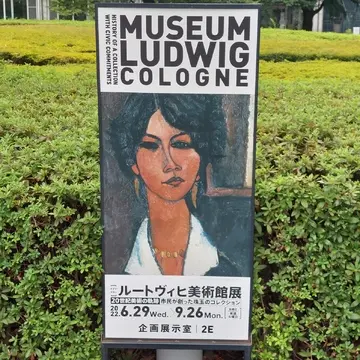 MUSEUM
LUDWIG
COLOGNE
HISTORY OF A COLLECTION
WITH CIVIC COMMITMENTS
ルートヴィヒ美術館展
20世紀美術の軌跡 市民が創った珠玉のコレクション
2022. 6.29 Wed. 9.26 Mon.
企画展示室 2E